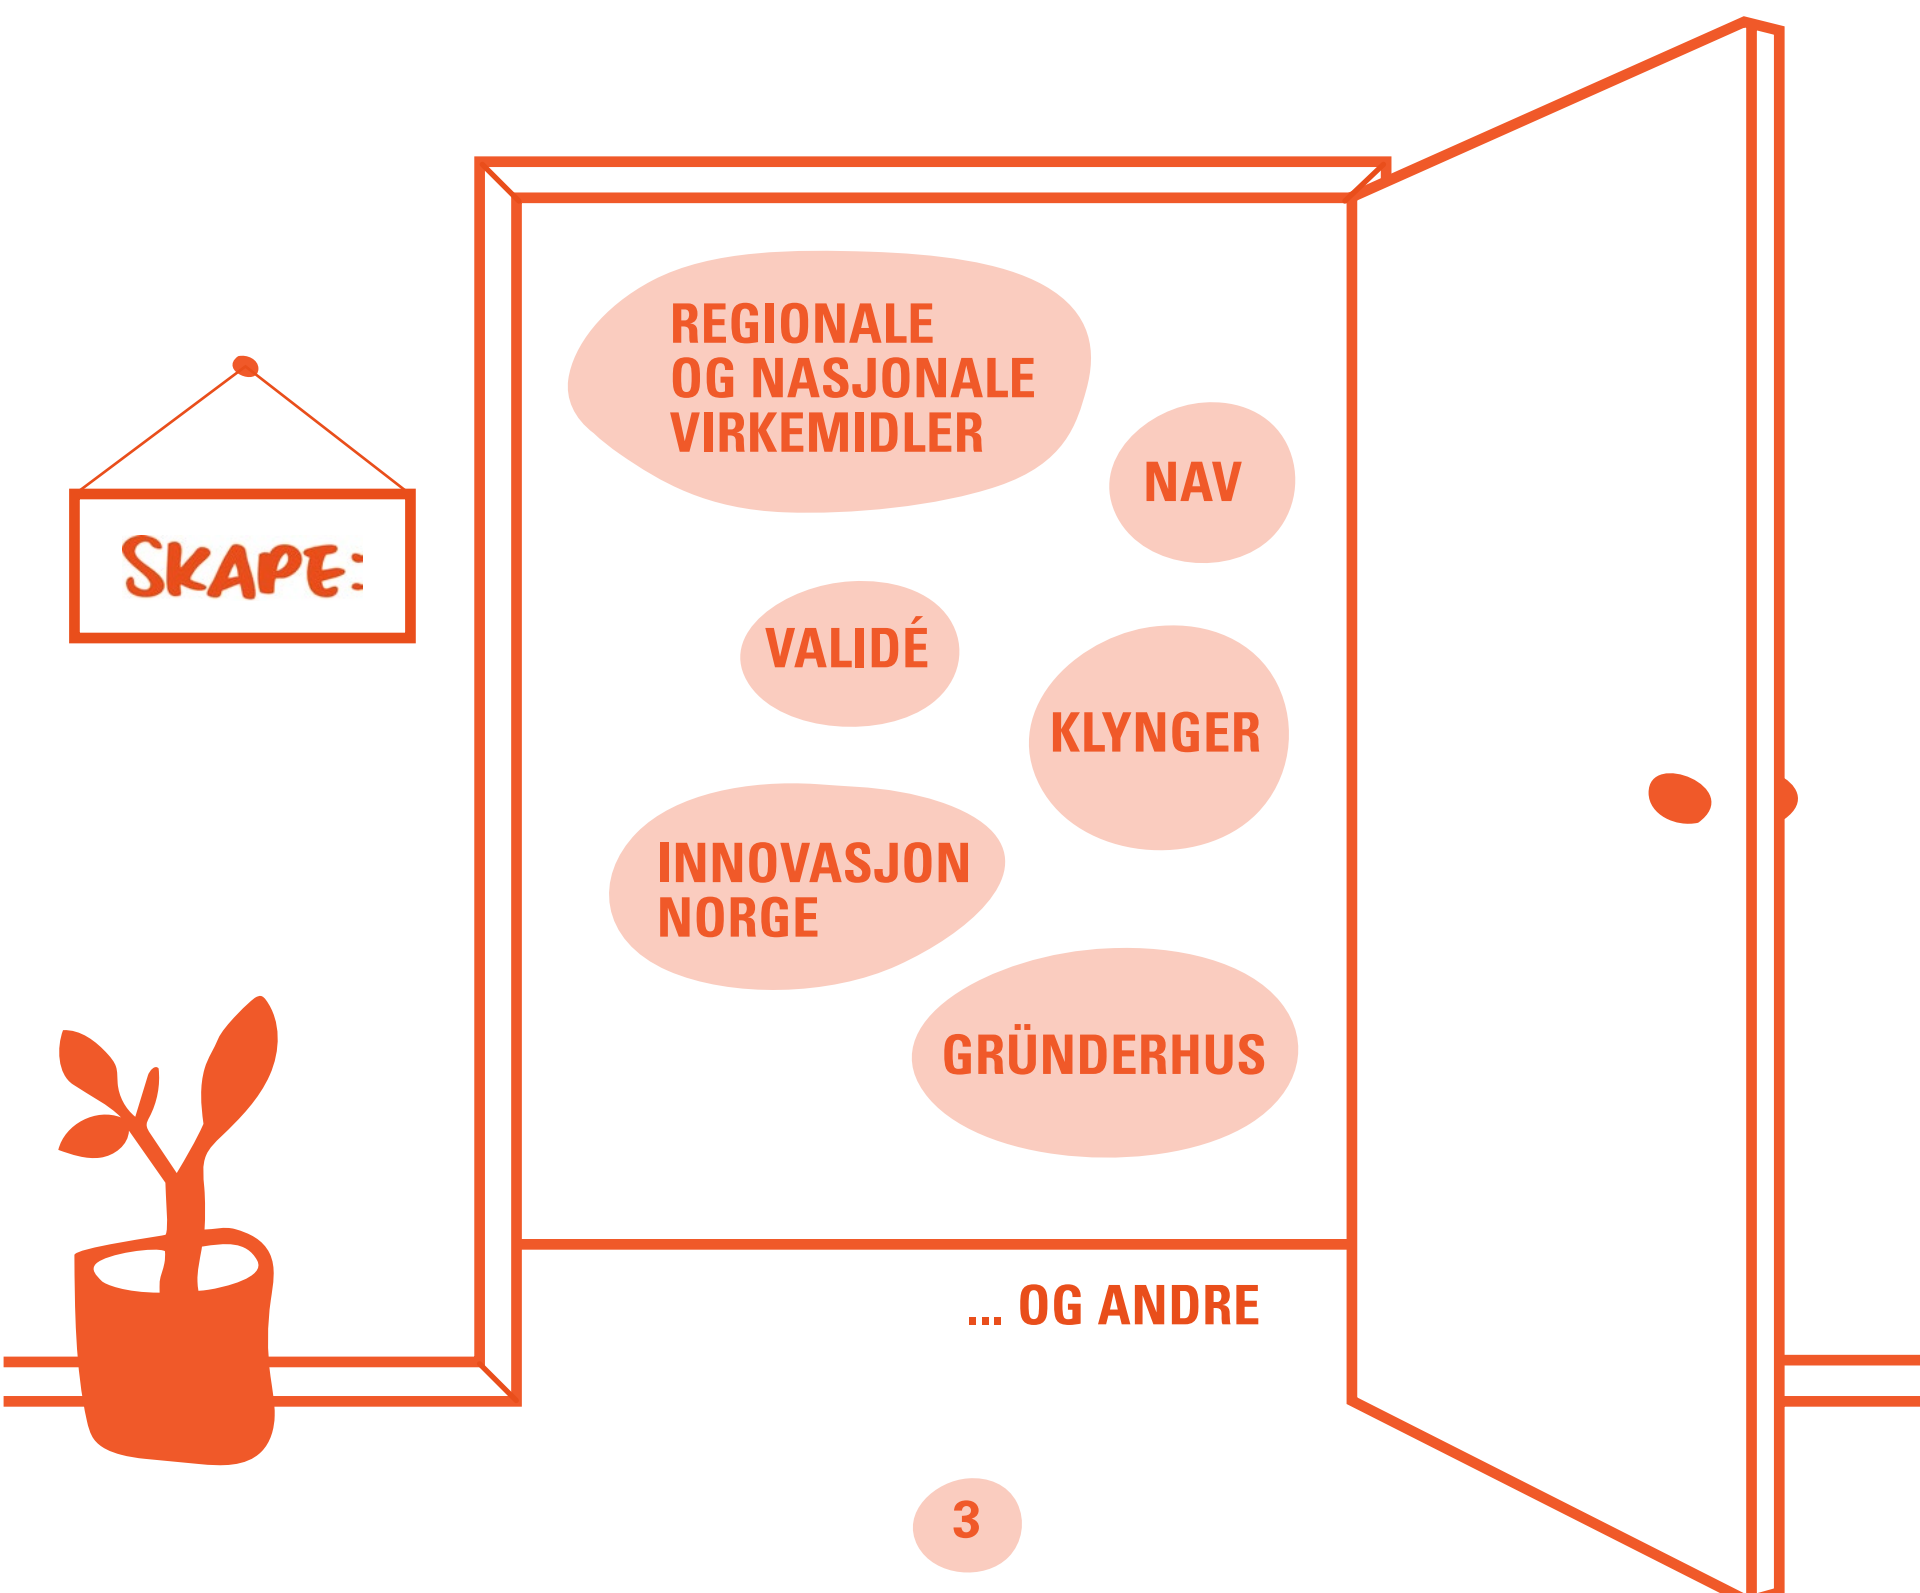 REGIONALE
OG NASJONALE
VIRKEMIDLER
NAV
SKAPE:
VALIDÉ
KLYNGER
INNOVASJON
NORGE
GRÜNDERHUS
... OG ANDRE
3